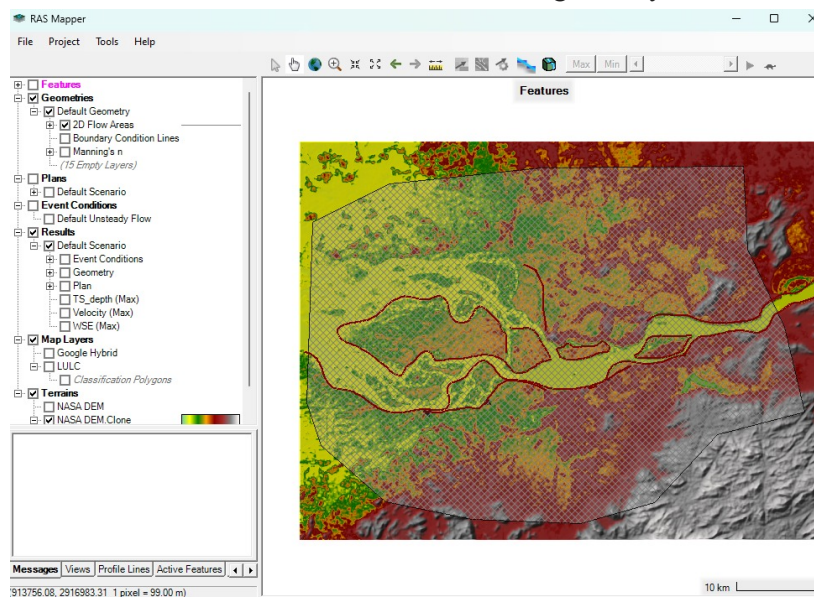 RAS Mapper
File Project Tools Help
Max Min
Features
Geometries
Default Geometry
2D Flow Areas
Boundary Condition Lines
Manning's n
(15 Empty Layers)
Plans
Default Scenario
Event Conditions
Default Unsteady Flow
Results
Default Scenario
Event Conditions
Geometry
Plan
TS_depth (Max)
Velocity (Max)
WSE (Max)
Map Layers
Google Hybrid
LULC
Classification Polygons
Terrains
NASA DEM
NASA DEM.Clone
Features
Messages Views Profile Lines Active Features
913756.08, 2916983.31 1 pixel = 99.00 m)
10 km